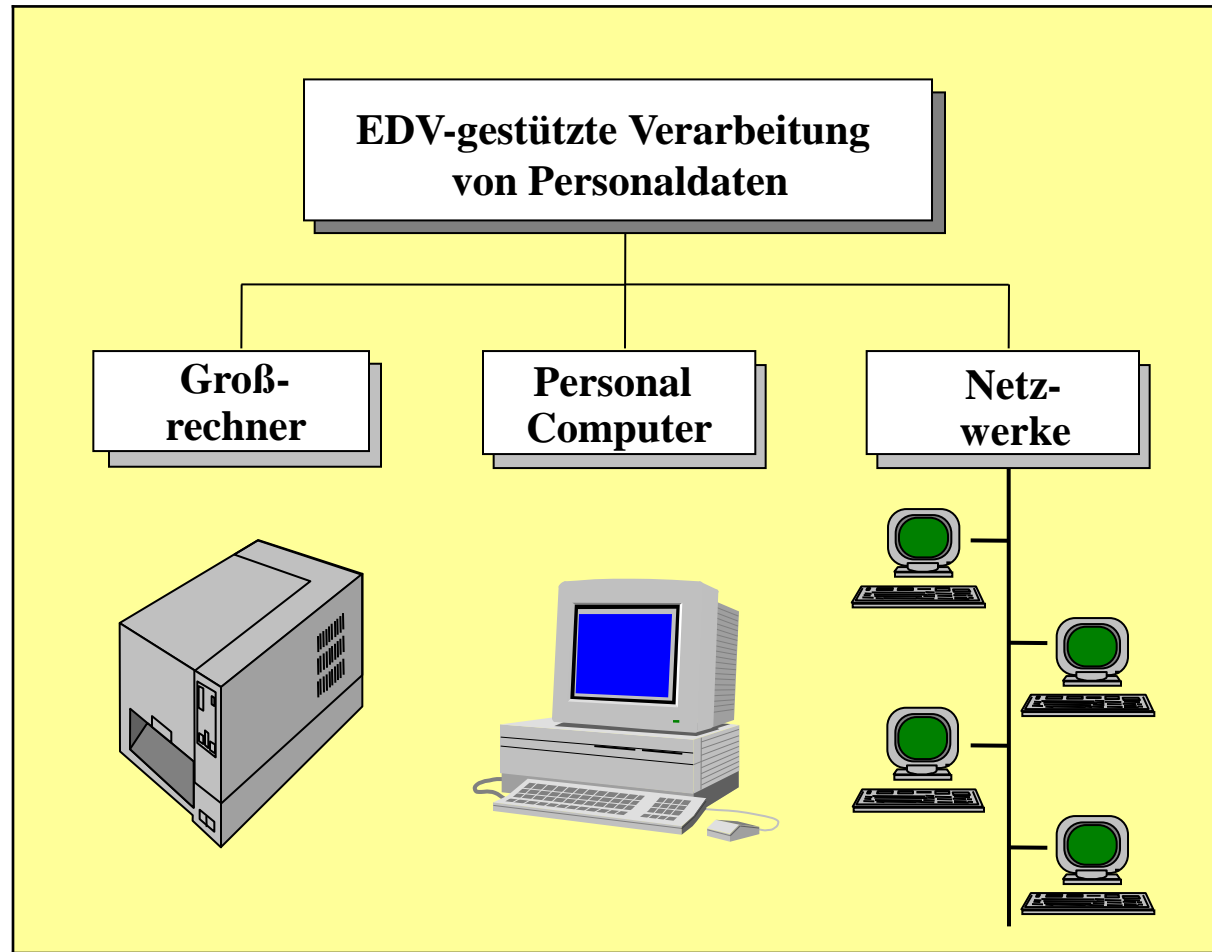 EDV-gestützte Verarbeitung
von Personaldaten
Groß-
rechner
Personal
Computer
Netz-
werke